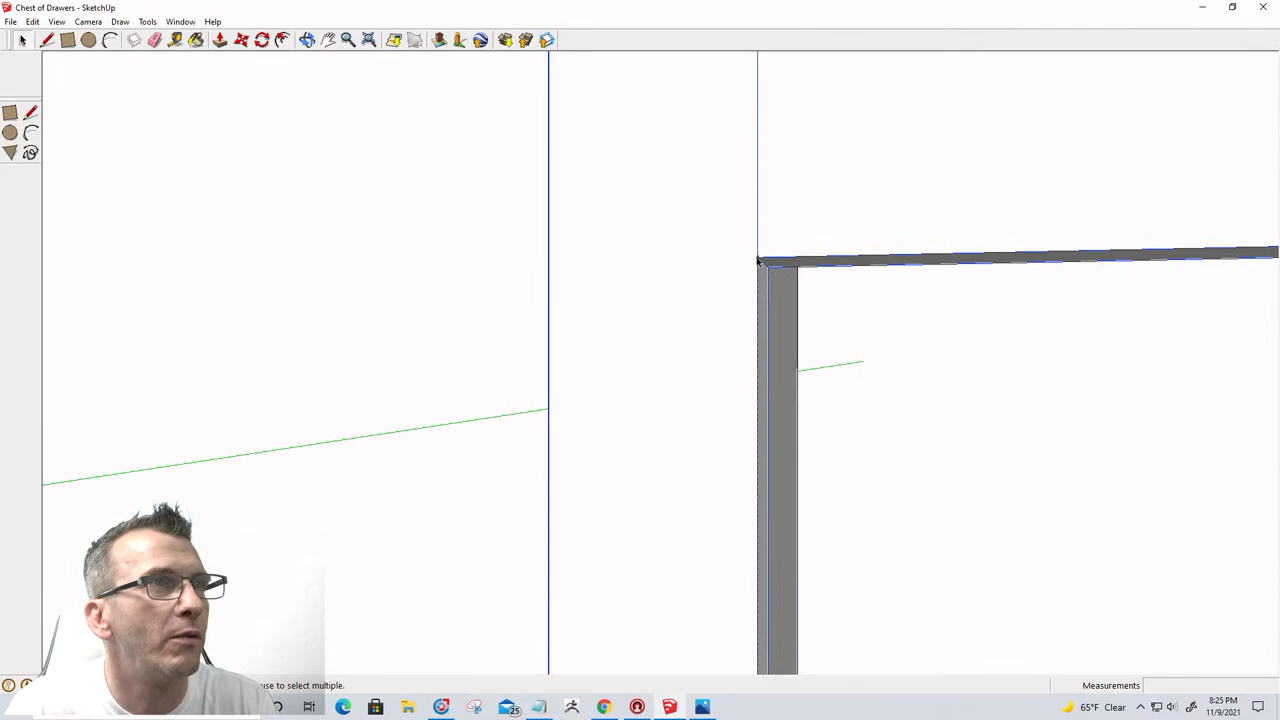 Chest of Drawers - SketchUp
File Edit View Camera Draw Tools Window Help
use to select multiple.
Measurements
25
65°F Clear
8:25 PM
11/9/2021